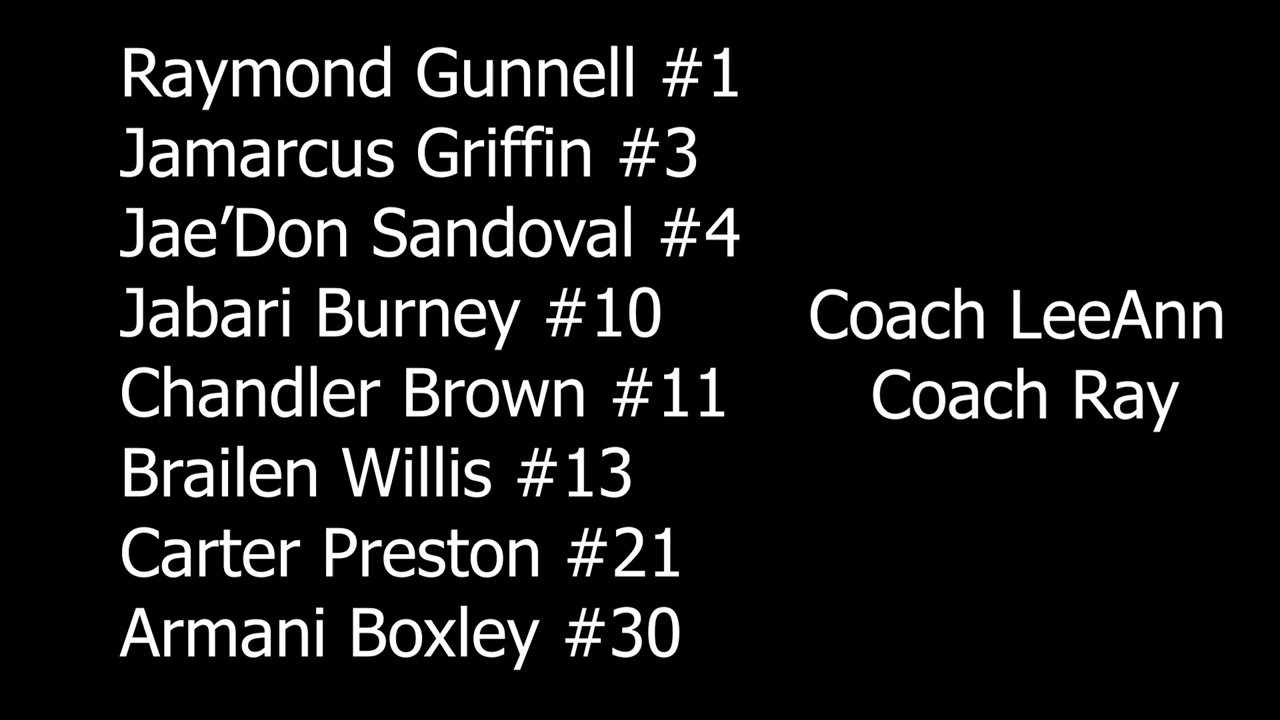 Raymond Gunnell #1
Jamarcus Griffin #3
Jae’Don Sandoval #4
Jabari Burney #10
Chandler Brown #11
Brailen Willis #13
Carter Preston #21
Armani Boxley #30
Coach LeeAnn
Coach Ray